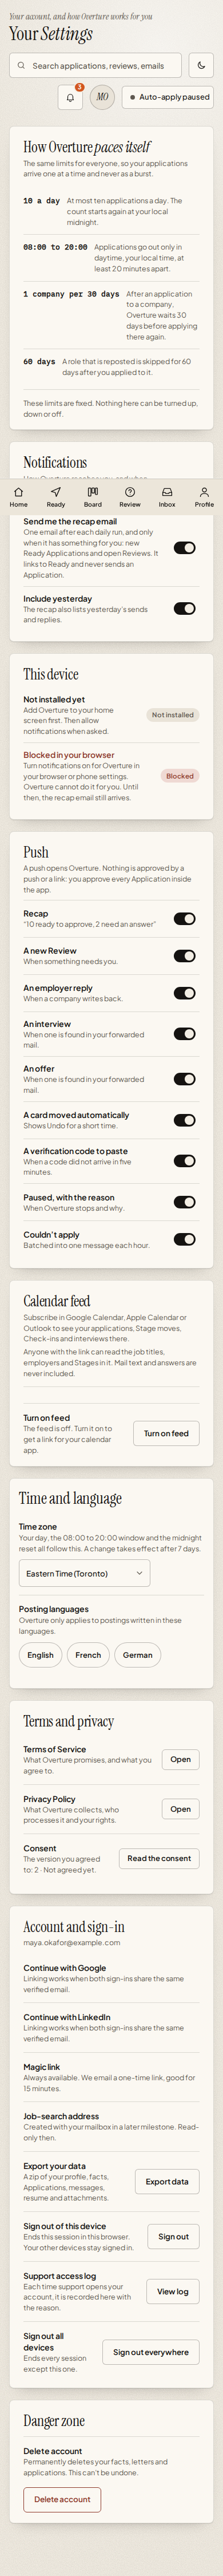 Your account, and how Overture works for you
Your Settings
Search applications, reviews, emails
3
MO
Auto-apply paused
How Overture paces itself
The same limits for everyone, so your applications
arrive one at a time and never as a burst.
10 a day
At most ten applications a day. The
count starts again at your local
midnight.
08:00 to 20:00
Applications go out only in
daytime, your local time, at
least 20 minutes apart.
1 company per 30 days
After an application
to a company,
Overture waits 30
days before applying
there again.
60 days
A role that is reposted is skipped for 60
days after you applied to it.
These limits are fixed. Nothing here can be turned up,
down or off.
Notifications
Home
Ready
Board
Review
Inbox
Profile
Send me the recap email
One email after each daily run, and only
when it has something for you: new
Ready Applications and open Reviews. It
links to Ready and never sends an
Application.
Include yesterday
The recap also lists yesterday's sends
and replies.
This device
Not installed yet
Add Overture to your home
screen first. Then allow
notifications when asked.
Not installed
Blocked in your browser
Turn notifications on for Overture in
your browser or phone settings.
Overture cannot do it for you. Until
then, the recap email still arrives.
Blocked
Push
A push opens Overture. Nothing is approved by a
push or a link: you approve every Application inside
the app.
Recap
"10 ready to approve, 2 need an answer"
A new Review
When something needs you.
An employer reply
When a company writes back.
An interview
When one is found in your forwarded
mail.
An offer
When one is found in your forwarded
mail.
A card moved automatically
Shows Undo for a short time.
A verification code to paste
When a code did not arrive in five
minutes.
Paused, with the reason
When Overture stops and why.
Couldn't apply
Batched into one message each hour.
Calendar feed
Subscribe in Google Calendar, Apple Calendar or
Outlook to see your applications, Stage moves,
Check-ins and interviews there.
Anyone with the link can read the job titles,
employers and Stages in it. Mail text and answers are
never included.
Turn on feed
The feed is off. Turn it on to
get a link for your calendar
app.
Turn on feed
Time and language
Time zone
Your day, the 08:00 to 20:00 window and the midnight
reset all follow this. A change takes effect after 7 days.
Eastern Time (Toronto)
Posting languages
Overture only applies to postings written in these
languages.
English
French
German
Terms and privacy
Terms of Service
What Overture promises, and what you
agree to.
Open
Privacy Policy
What Overture collects, who
processes it and your rights.
Open
Consent
The version you agreed
to: 2 · Not agreed yet.
Read the consent
Account and sign-in
maya.okafor@example.com
Continue with Google
Linking works when both sign-ins share the same
verified email.
Continue with LinkedIn
Linking works when both sign-ins share the same
verified email.
Magic link
Always available. We email a one-time link, good for
15 minutes.
Job-search address
Created with your mailbox in a later milestone. Read-
only then.
Export your data
A zip of your profile, facts,
Applications, messages,
resume and attachments.
Export data
Sign out of this device
Ends this session in this browser.
Your other devices stay signed in.
Sign out
Support access log
Each time support opens your
account, it is recorded here with
the reason.
View log
Sign out all
devices
Ends every session
except this one.
Sign out everywhere
Danger zone
Delete account
Permanently deletes your facts, letters and
applications. This can't be undone.
Delete account